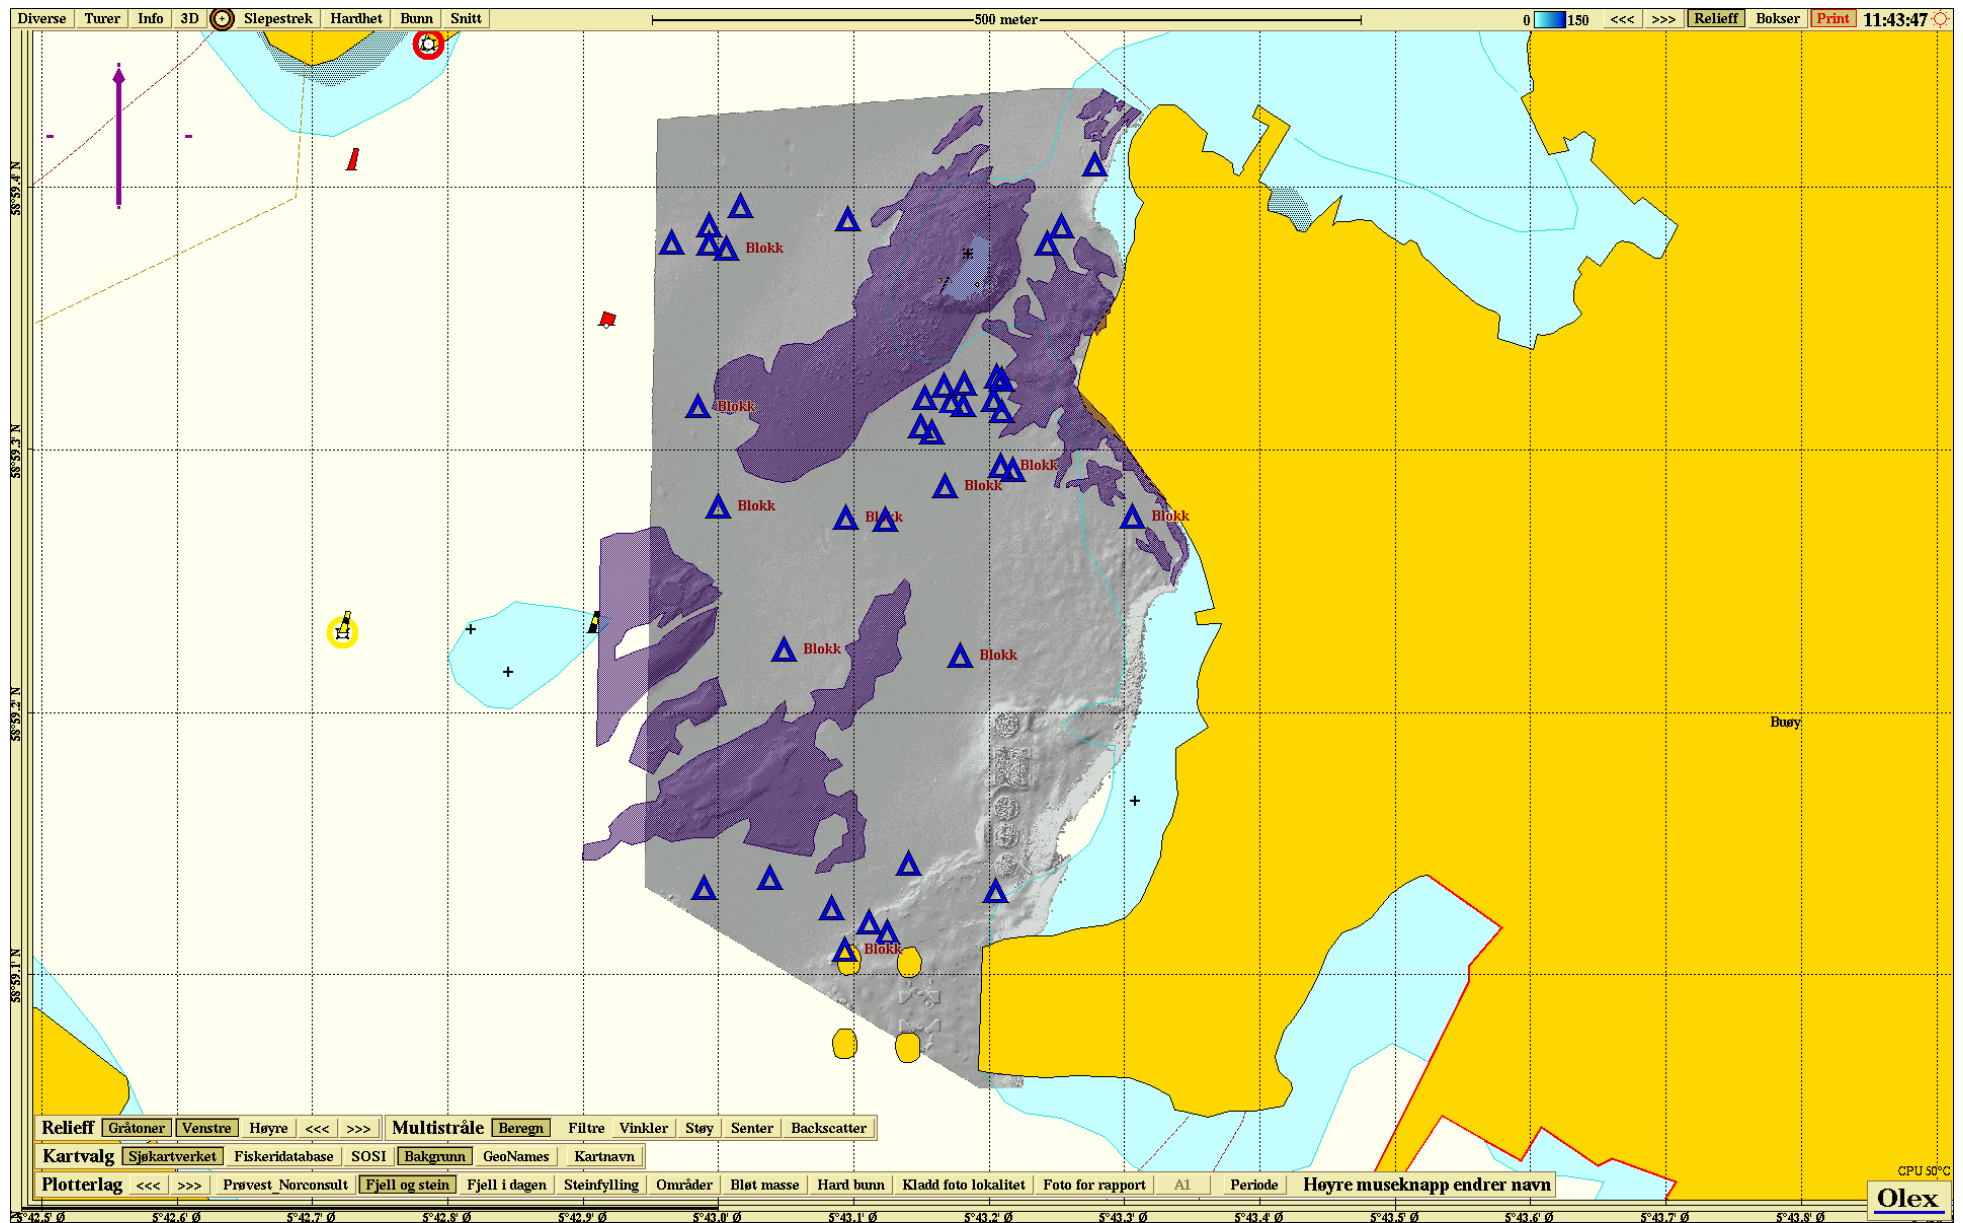 Diverse Turer Info 3D Slepestrek Hardhet Bunn Snitt 500 meter 0 150 <<< >>> Relieff Bokser Print 11:43:47
58°59.4' N
Blokk
58°59.3' N
Blokk
Blokk
Blokk
Blokk
Blokk
Blokk
Blokk
Blokk
58°59.2' N
Buøy
Blokk
58°59.1' N
Relieff Gråtoner Venstre Høyre <<< >>> Multistråle Beregn Filtre Vinkler Støy Senter Backscatter
Kartvalg Sjøkartverket Fiskeridatabase SOSI Bakgrunn GeoNames Kartnavn
CPU 50°C
Plotterlag <<< >>> Prøvest_Norconsult Fjell og stein Fjell i dagen Steinfylling Områder Bløt masse Hard bunn Kladd foto lokalitet Foto for rapport A1 Periode Høyre museknapp endrer navn
Olex
5°42.5' Ø 5°42.6' Ø 5°42.7' Ø 5°42.8' Ø 5°42.9' Ø 5°43.0' Ø 5°43.1' Ø 5°43.2' Ø 5°43.3' Ø 5°43.4' Ø 5°43.5' Ø 5°43.6' Ø 5°43.7' Ø 5°43.8' Ø